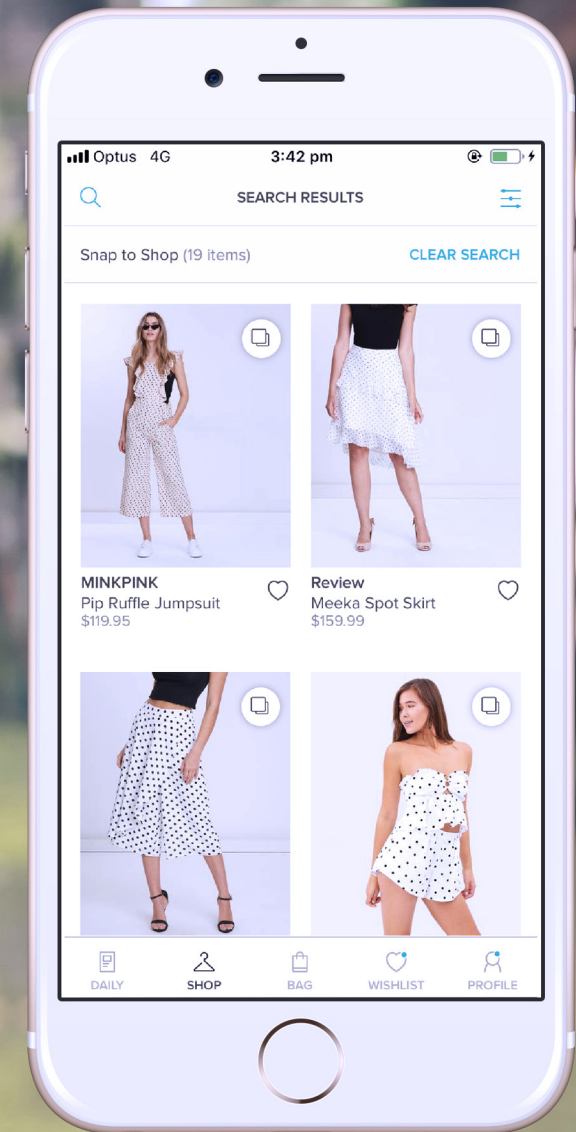 Optus 4G 3:42 pm
SEARCH RESULTS
Snap to Shop (19 items) CLEAR SEARCH
MINKPINK
Pip Ruffle Jumpsuit
$119.95
Review
Meeka Spot Skirt
$159.99
DAILY SHOP BAG WISHLIST PROFILE